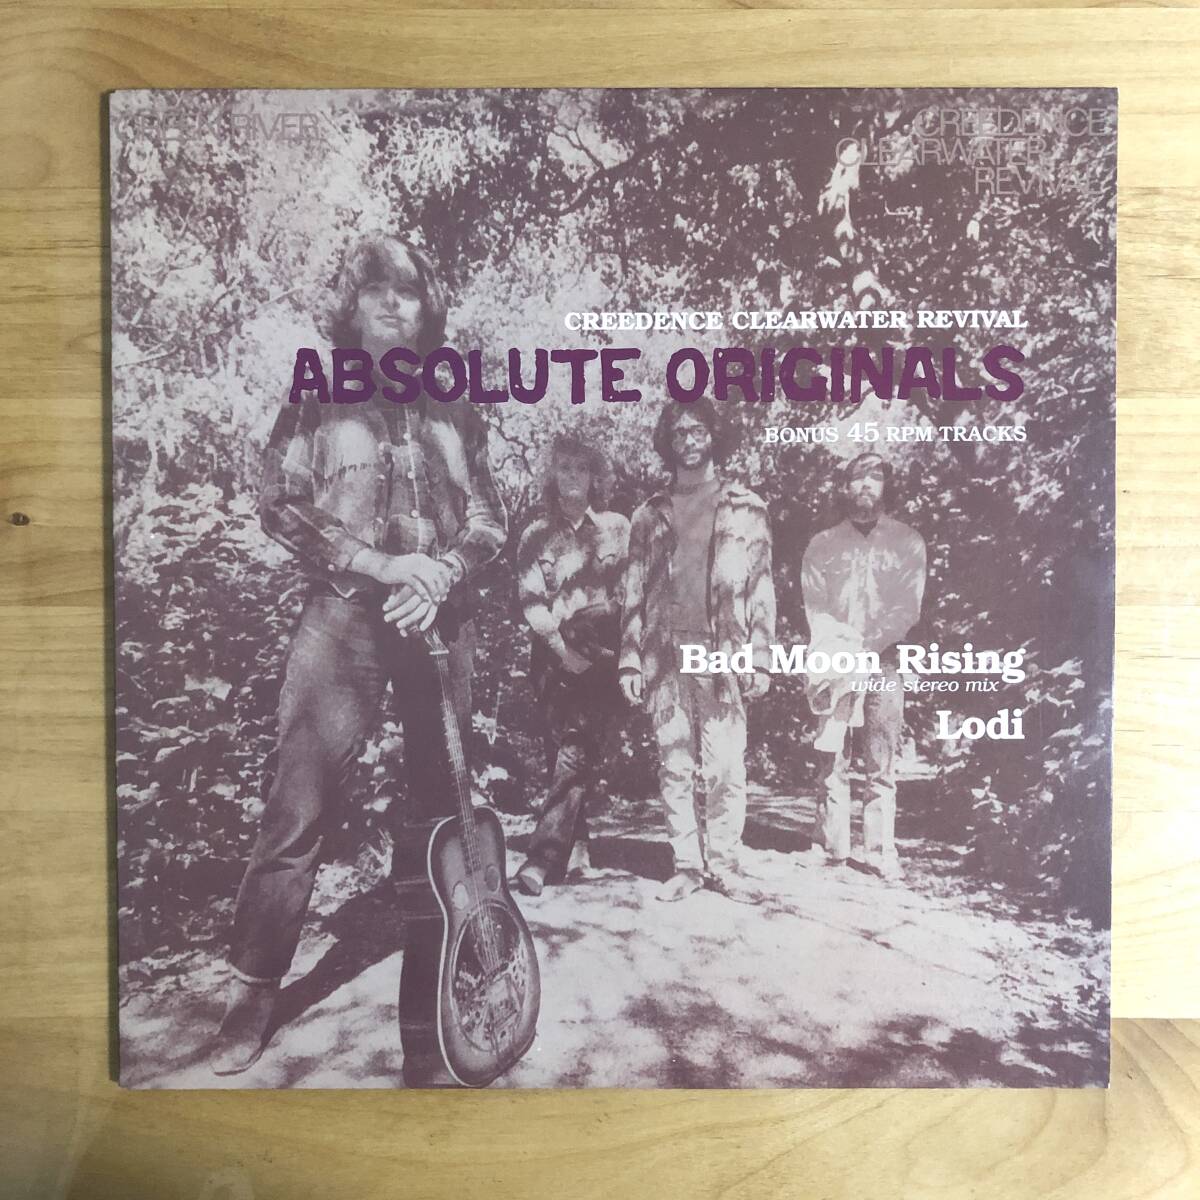 GREEN RIVER
CREEDENCE
CLEARWATER
REVIVAL
CREEDENCE CLEARWATER REVIVAL
ABSOLUTE ORIGINALS
BONUS 45 RPM TRACKS
Bad Moon Rising
wide stereo mix
Lodi